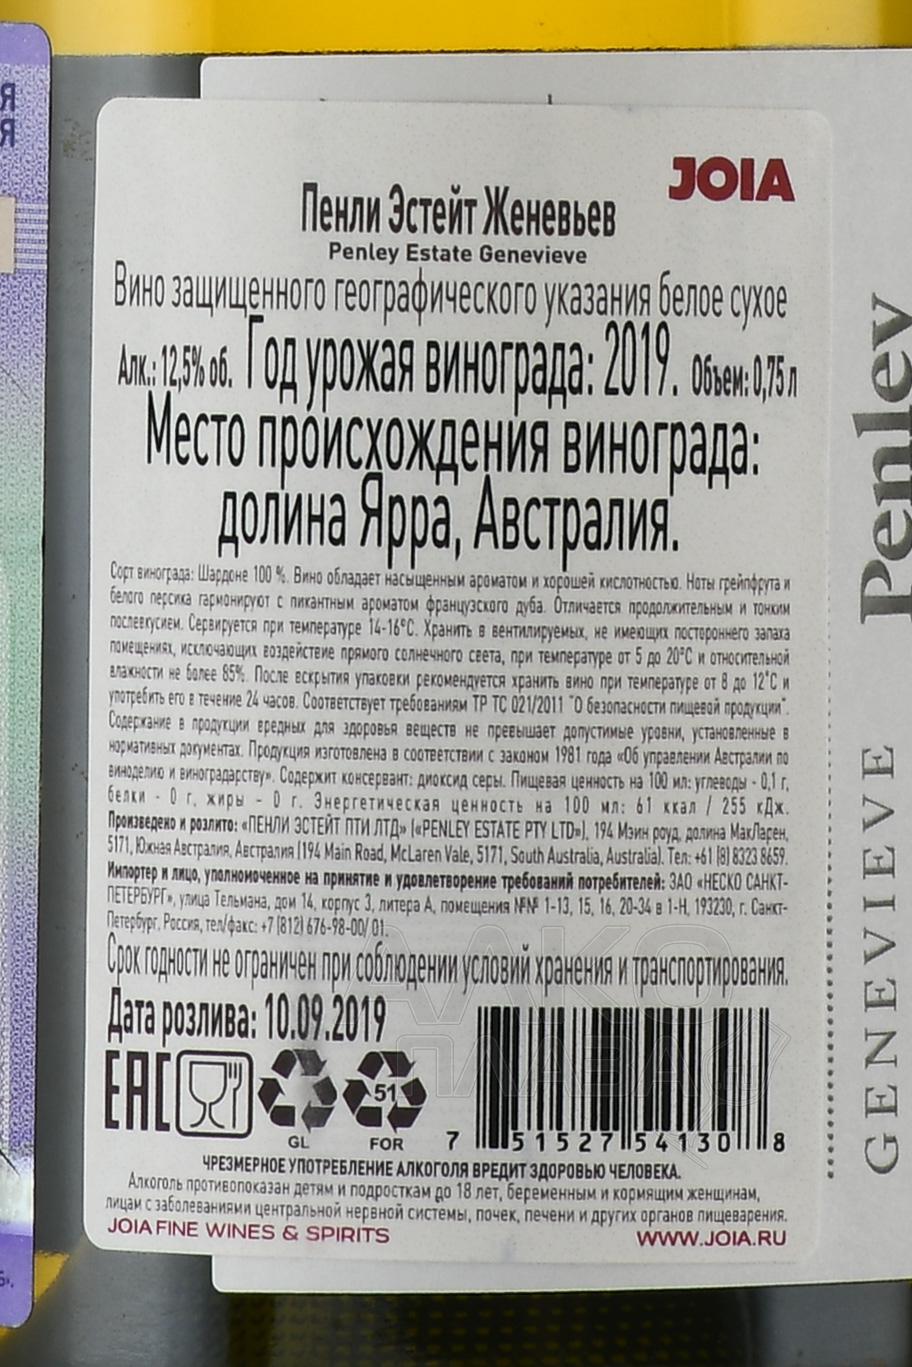 Я
Я
JOIA
Пенли Эстейт Женевьев
Penley Estate Genevieve
Вино защищенного географического указания белое сухое
Алк.: 12,5% об. Год урожая винограда: 2019. Объем: 0,75 л
Место происхождения винограда:
долина Ярра, Австралия.
Сорт винограда: Шардоне 100 %. Вино обладает насыщенным ароматом и хорошей кислотностью. Ноты грейпфрута и
белого персика гармонируют с пикантным ароматом французского дуба. Отличается продолжительным и тонким
послевкусием. Сервируется при температуре 14-16°С. Хранить в вентилируемых, не имеющих постороннего запаха
помещениях, исключающих воздействие прямого солнечного света, при температуре от 5 до 20°С и относительной
влажности не более 85%. После вскрытия упаковки рекомендуется хранить вино при температуре от 8 до 12°С и
употребить его в течение 24 часов. Соответствует требованиям ТР ТС 021/2011 "О безопасности пищевой продукции".
Содержание в продукции вредных для здоровья веществ не превышает допустимые уровни, установленные в
нормативных документах. Продукция изготовлена в соответствии с законом 1981 года «Об управлении Австралии по
виноделию и виноградарству». Содержит консервант: диоксид серы. Пищевая ценность на 100 мл: углеводы - 0,1 г,
белки - 0 г, жиры - 0 г. Энергетическая ценность на 100 мл: 61 ккал / 255 кДж.
Произведено и розлито: «ПЕНЛИ ЭСТЕЙТ ПТИ ЛТД» («PENLEY ESTATE PTY LTD»), 194 Мэин роуд, долина МакЛарен,
5171, Южная Австралия, Австралия (194 Main Road, McLaren Vale, 5171, South Australia, Australia). Тел: +61 (8) 8323 8659.
Импортер и лицо, уполномоченное на принятие и удовлетворение требований потребителей: ЗАО «НЕСКО САНКТ-
ПЕТЕРБУРГ», улица Тельмана, дом 14, корпус 3, литера А, помещения №№ 1-13, 15, 16, 20-34 в 1-Н, 193230, г. Санкт-
Петербург, Россия, тел/факс: +7 (812) 676-98-00/ 01.
Срок годности не ограничен при соблюдении условий хранения и транспортирования.
Дата розлива: 10.09.2019
EAC
GL
51
FOR
7 51527 54130 8
ЧРЕЗМЕРНОЕ УПОТРЕБЛЕНИЕ АЛКОГОЛЯ ВРЕДИТ ЗДОРОВЬЮ ЧЕЛОВЕКА.
Алкоголь противопоказан детям и подросткам до 18 лет, беременным и кормящим женщинам,
лицам с заболеваниями центральной нервной системы, почек, печени и других органов пищеварения.
JOIA FINE WINES & SPIRITS
WWW.JOIA.RU
Penley
GENEVIEVE
АЛКО
ПЛАВАС